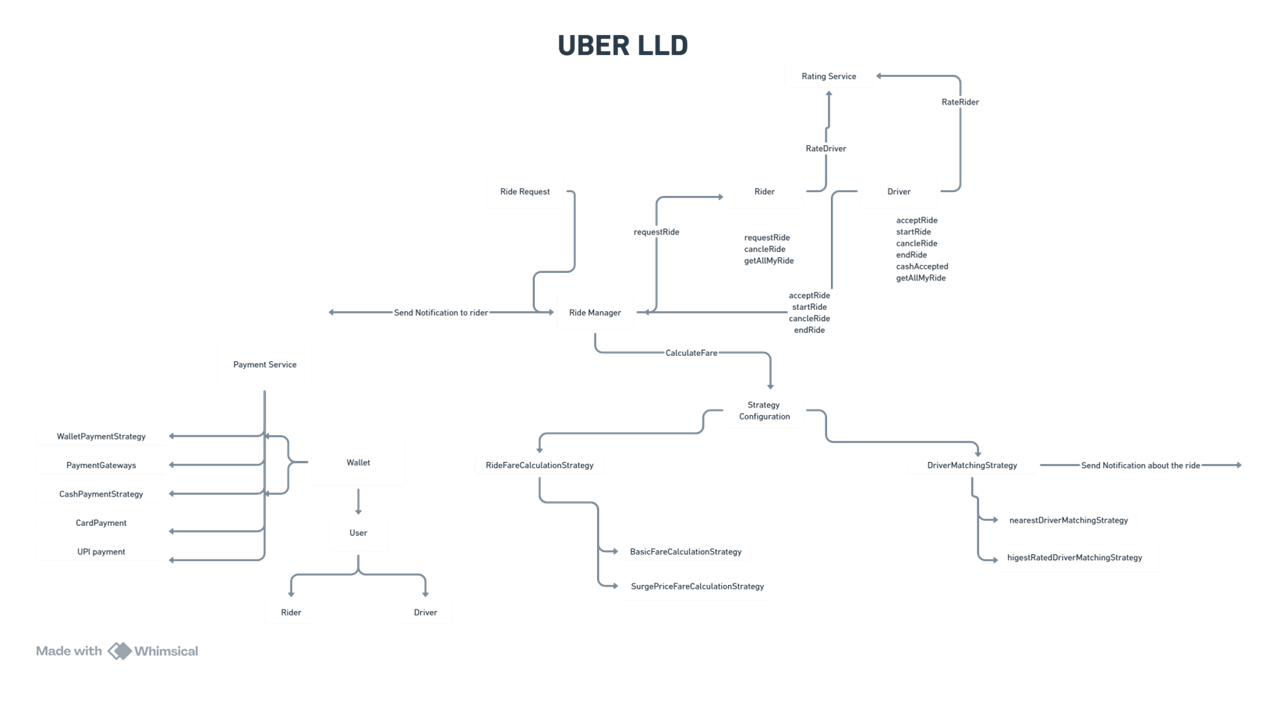 UBER LLD
Rating Service
RateRider
RateDriver
Ride Request
Rider
Driver
requestRide
requestRide
cancleRide
getAllMyRide
acceptRide
startRide
cancleRide
endRide
cashAccepted
getAllMyRide
Send Notification to rider
Ride Manager
acceptRide
startRide
cancleRide
endRide
CalculateFare
Payment Service
Strategy
Configuration
WalletPaymentStrategy
PaymentGateways
CashPaymentStrategy
CardPayment
UPI payment
Wallet
User
Rider
Driver
RideFareCalculationStrategy
BasicFareCalculationStrategy
SurgePriceFareCalculationStrategy
DriverMatchingStrategy
Send Notification about the ride
nearestDriverMatchingStrategy
higestRatedDriverMatchingStrategy
Made with Whimsical